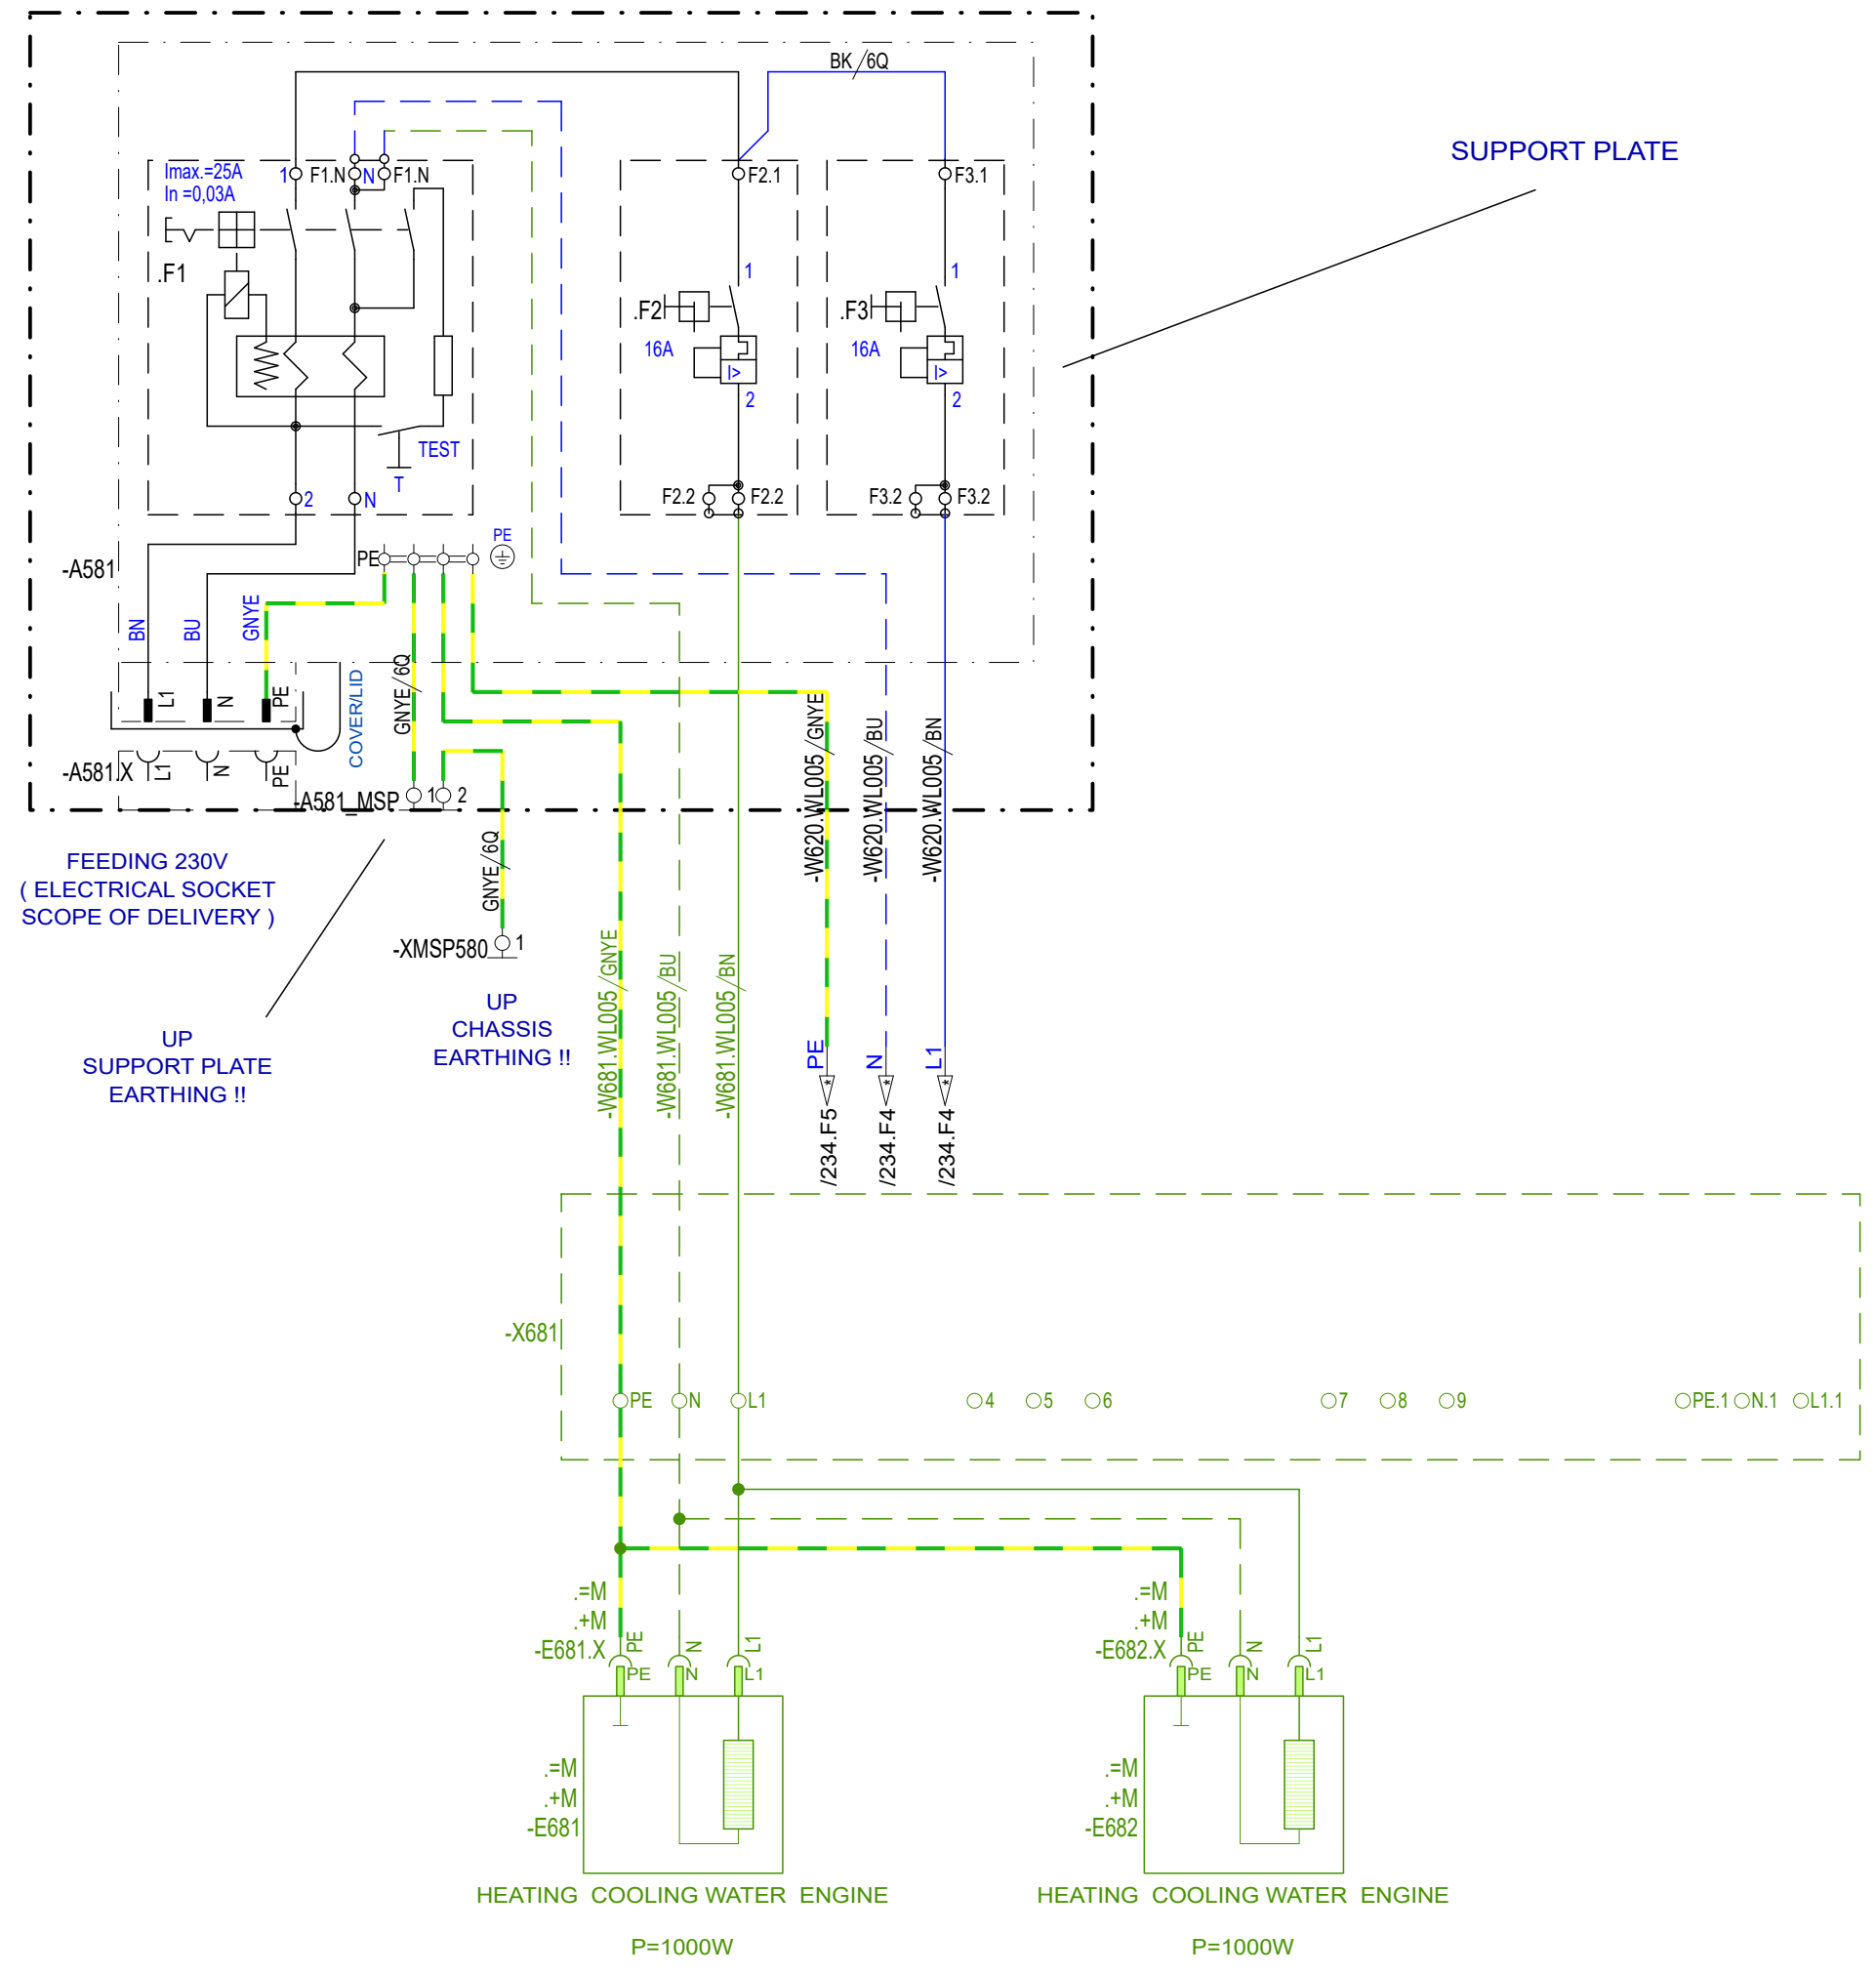 BK/6Q
SUPPORT PLATE
Imax.=25A
In =0,03A
1
F1.N
N
F1.N
F2.1
F3.1
.F1
1
1
.F2
.F3
16A
16A
I>
I>
2
2
TEST
T
2
N
F2.2
F2.2
F3.2
F3.2
PE
PE
-A581
BN
BU
GNYE
L1
N
PE
COVER/LID
GNYE/6Q
-A581.X
L1
N
PE
-A581_MSP
1
2
-W620.WL005/GNYE
-W620.WL005/BU
-W620.WL005/BN
FEEDING 230V
( ELECTRICAL SOCKET
SCOPE OF DELIVERY )
GNYE/6Q
-XMSP580
1
UP
CHASSIS
EARTHING !!
UP
SUPPORT PLATE
EARTHING !!
-W681.WL005/GNYE
-W681.WL005/BU
-W681.WL005/BN
PE
N
L1
*
*
*
/234.F5
/234.F4
/234.F4
-X681
PE
N
L1
4
5
6
7
8
9
PE.1
N.1
L1.1
.=M
.+M
-E681.X
PE
N
L1
PE
N
L1
.=M
.+M
-E682.X
PE
N
L1
PE
N
L1
.=M
.+M
-E681
.=M
.+M
-E682
HEATING COOLING WATER ENGINE
HEATING COOLING WATER ENGINE
P=1000W
P=1000W